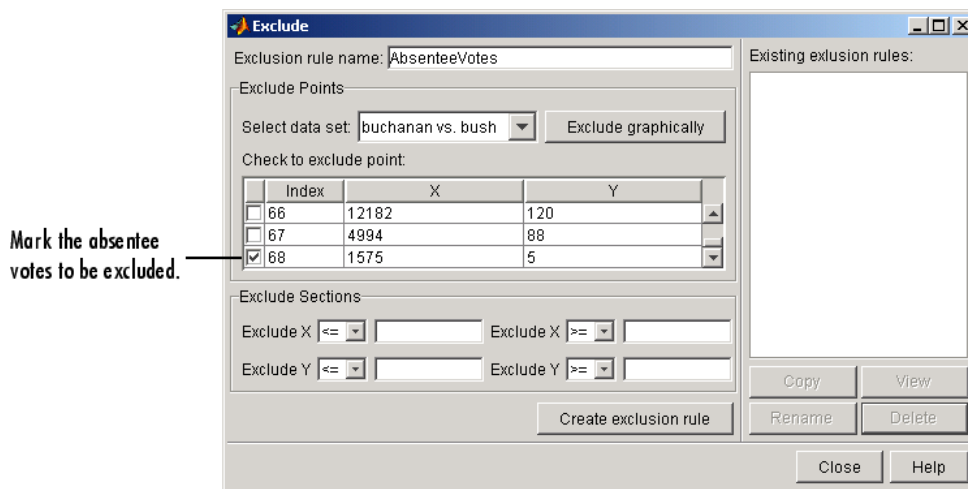 Exclude
Exclusion rule name: AbsenteeVotes
Exclude Points
Select data set: buchanan vs. bush
Exclude graphically
Check to exclude point:
Index X Y
66 12182 120
67 4994 88
68 1575 5
Mark the absentee
votes to be excluded.
Exclude Sections
Exclude X <= Exclude X >=
Exclude Y <= Exclude Y >=
Create exclusion rule
Existing exlusion rules:
Copy View
Rename Delete
Close Help